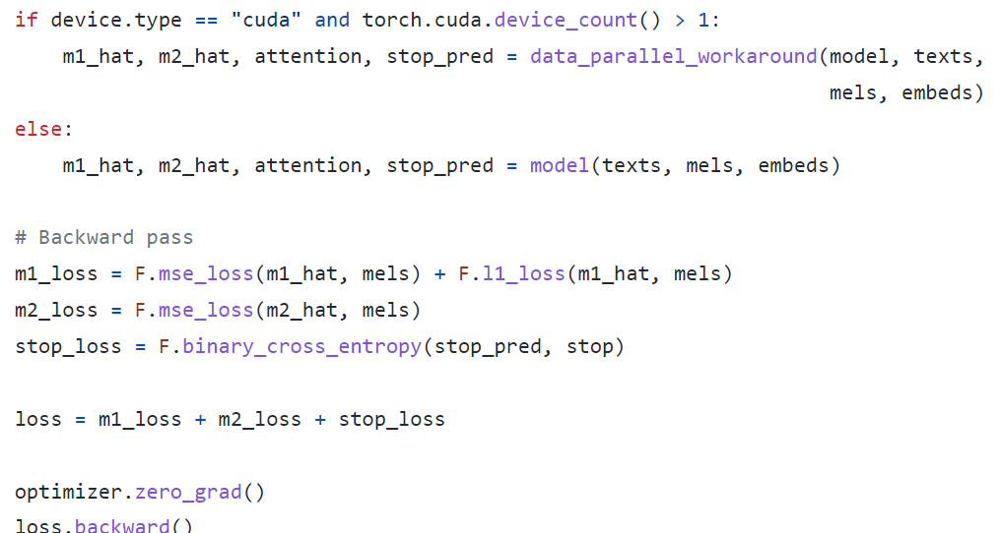 if device.type == "cuda" and torch.cuda.device_count() > 1:
    m1_hat, m2_hat, attention, stop_pred = data_parallel_workaround(model, texts,
                                                                    mels, embeds)
else:
    m1_hat, m2_hat, attention, stop_pred = model(texts, mels, embeds)

# Backward pass
m1_loss = F.mse_loss(m1_hat, mels) + F.l1_loss(m1_hat, mels)
m2_loss = F.mse_loss(m2_hat, mels)
stop_loss = F.binary_cross_entropy(stop_pred, stop)

loss = m1_loss + m2_loss + stop_loss

optimizer.zero_grad()
loss.backward()